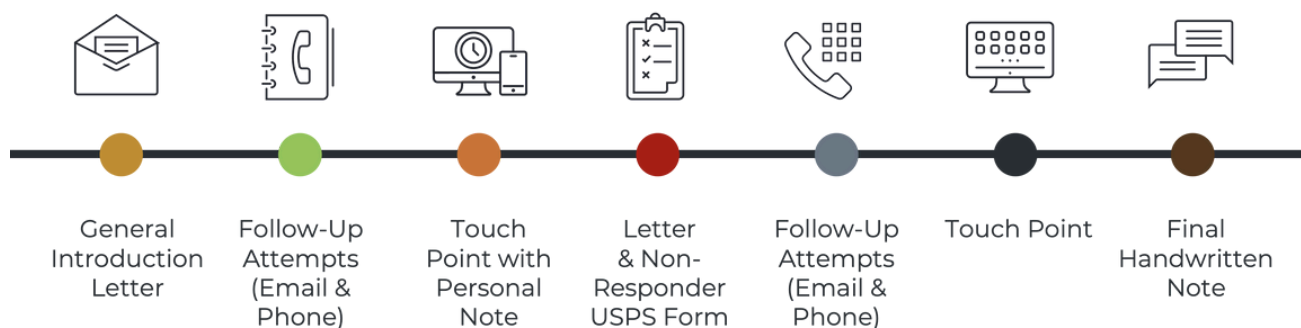 General
Introduction
Letter
Follow-Up
Attempts
(Email &
Phone)
Touch
Point with
Personal
Note
Letter
& Non-
Responder
USPS Form
Follow-Up
Attempts
(Email &
Phone)
Touch Point
Final
Handwritten
Note